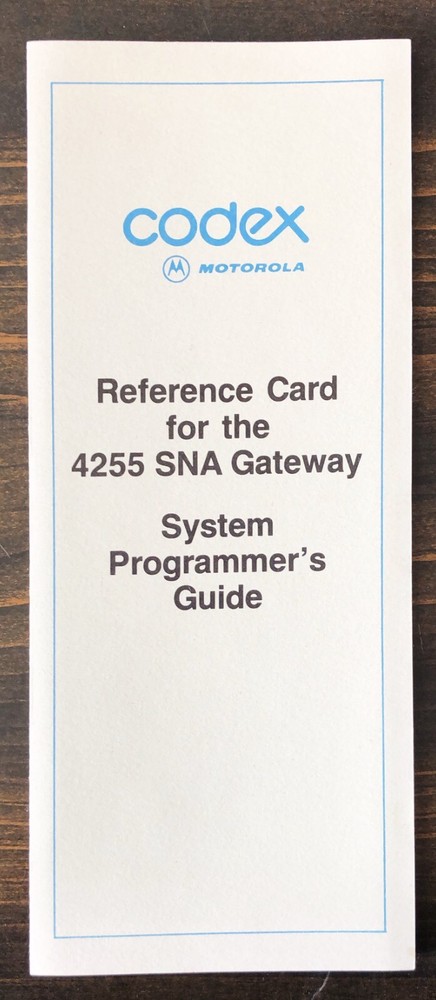 codex
MOTOROLA
Reference Card
for the
4255 SNA Gateway
System
Programmer's
Guide